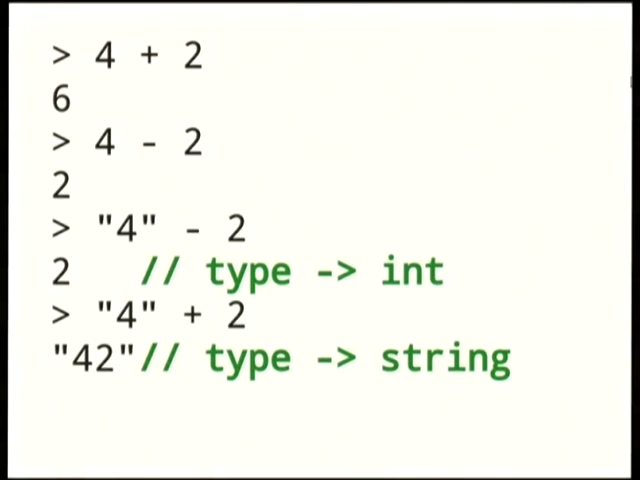 > 4 + 2
6
> 4 - 2
2
> "4" - 2
2 // type -> int
> "4" + 2
"42"// type -> string